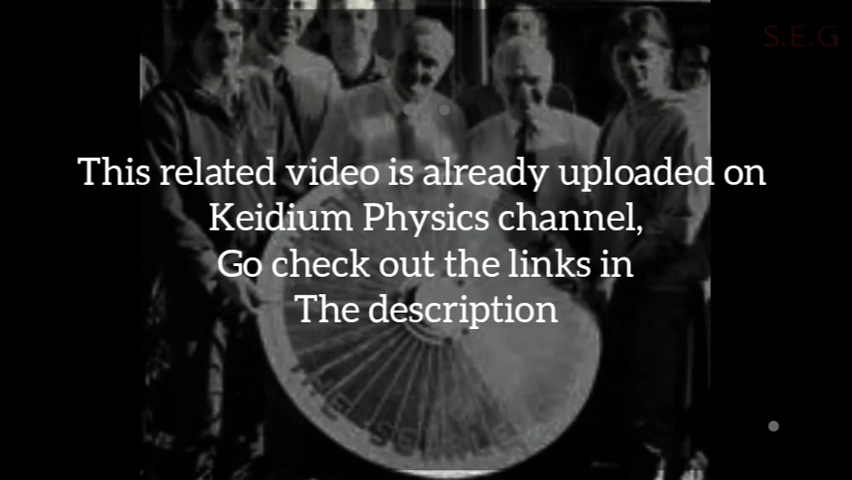 S.E.G
This related video is already uploaded on
Keidium Physics channel,
Go check out the links in
The description